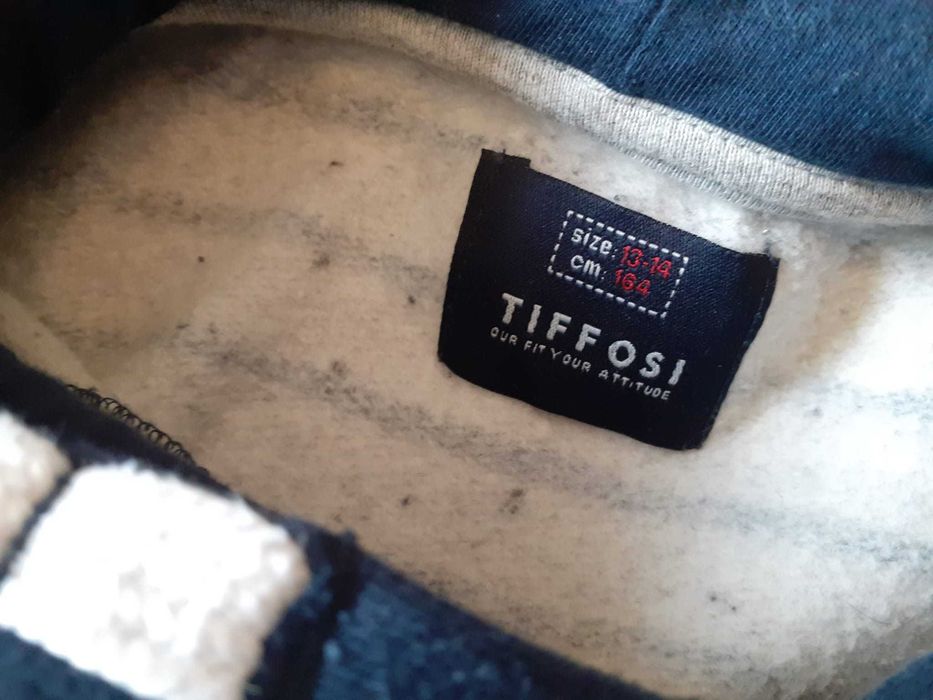 size: 13-14
cm: 164
TIFFOSI
OUR FIT YOUR ATTITUDE